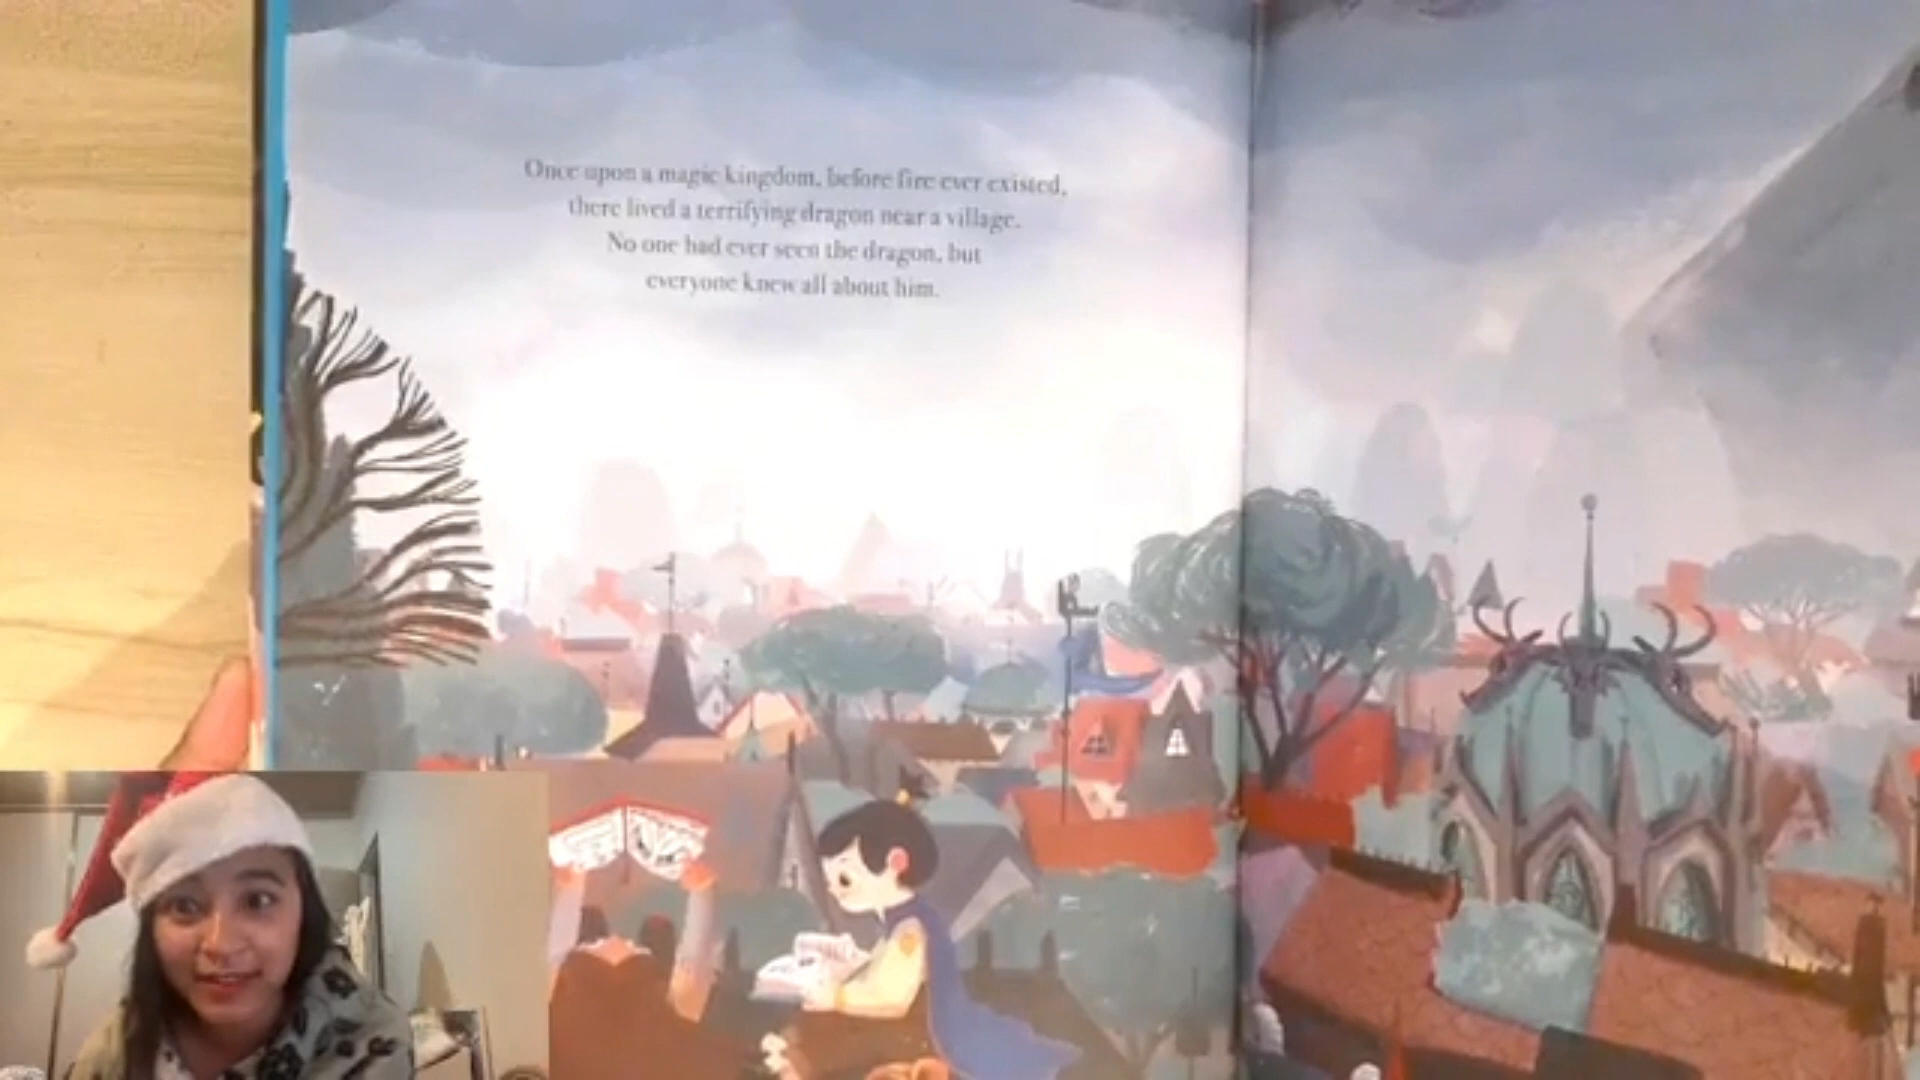 Once upon a magic kingdom, before fire ever existed,
there lived a terrifying dragon near a village.
No one had ever seen the dragon, but
everyone knew all about him.